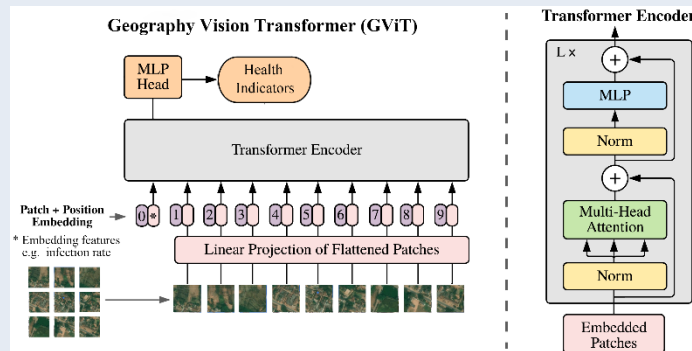 Geography Vision Transformer (GViT)
MLP
Head
Health
Indicators
Transformer Encoder
Patch + Position
Embedding
0 * 1 2 3 4 5 6 7 8 9
* Embedding features
e.g. infection rate
Linear Projection of Flattened Patches
Transformer Encoder
L ×
+
MLP
Norm
+
Multi-Head
Attention
Norm
Embedded
Patches